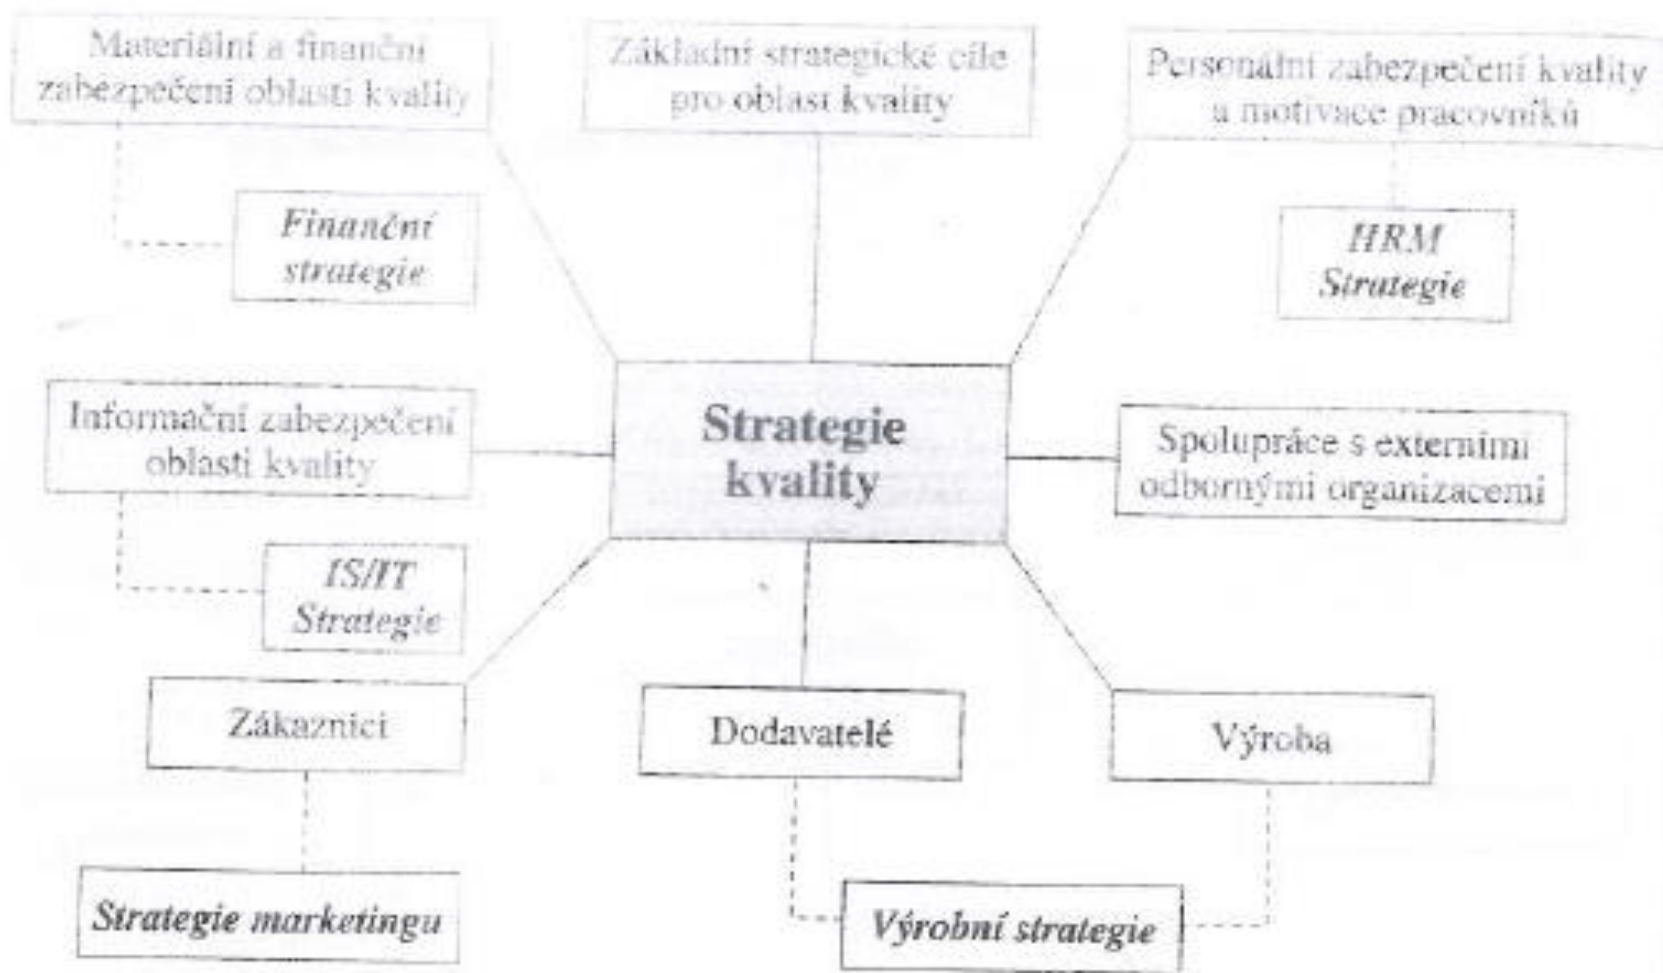 Materiální a finanční
zabezpečení oblasti kvality
Základní strategické cíle
pro oblast kvality
Personální zabezpečení kvality
a motivace pracovníků
Finanční
strategie
HRM
Strategie
Informační zabezpečení
oblasti kvality
Strategie
kvality
Spolupráce s externími
odbornými organizacemi
IS/IT
Strategie
Zákazníci
Dodavatelé
Výroba
Strategie marketingu
Výrobní strategie